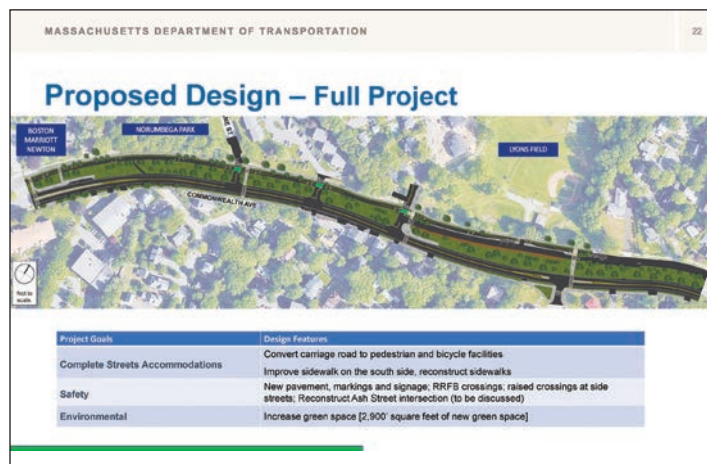 MASSACHUSETTS DEPARTMENT OF TRANSPORTATION
22
Proposed Design – Full Project
BOSTON
MARRIOTT
NEWTON
NORUMBEGA PARK
LYONS FIELD
COMMONWEALTH AVE
Not to
scale
Project Goals
Design Features
Complete Streets Accommodations
Convert carriage road to pedestrian and bicycle facilities
Improve sidewalk on the south side, reconstruct sidewalks
Safety
New pavement, markings and signage; RRFB crossings; raised crossings at side
streets; Reconstruct Ash Street intersection (to be discussed)
Environmental
Increase green space [2,900' square feet of new green space]